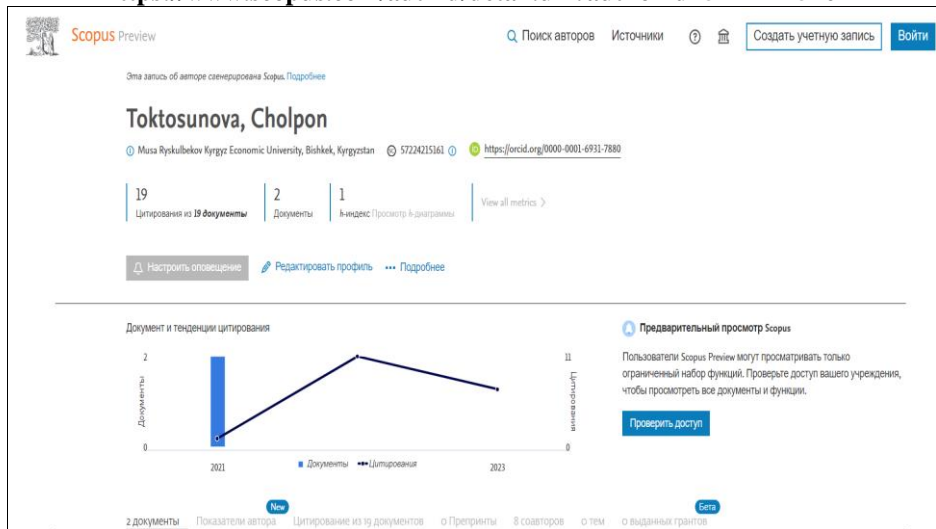 Scopus Preview
Поиск авторов Источники Создать учетную запись Войти
Эта запись об авторе сгенерирована Scopus. Подробнее
Toktosunova, Cholpon
Musa Ryskulbekov Kyrgyz Economic University, Bishkek, Kyrgyzstan 57224215161 https://orcid.org/0000-0001-6931-7880
19 2 1 View all metrics >
Цитирования из 19 документы Документы h-индекс Просмотр h-диаграммы
Настроить оповещение Редактировать профиль ••• Подробнее
Документ и тенденции цитирования
Предварительный просмотр Scopus
Пользователи Scopus Preview могут просматривать только
ограниченный набор функций. Проверьте доступ вашего учреждения,
чтобы просмотреть все документы и функции.
Проверить доступ
2 11
Документы Цитирования
0 0
2021 2023
Документы Цитирования
New Бета
2 документы Показатели автора Цитирование из 19 документов 0 Препринты 8 соавторов 0 тем 0 выданных грантов